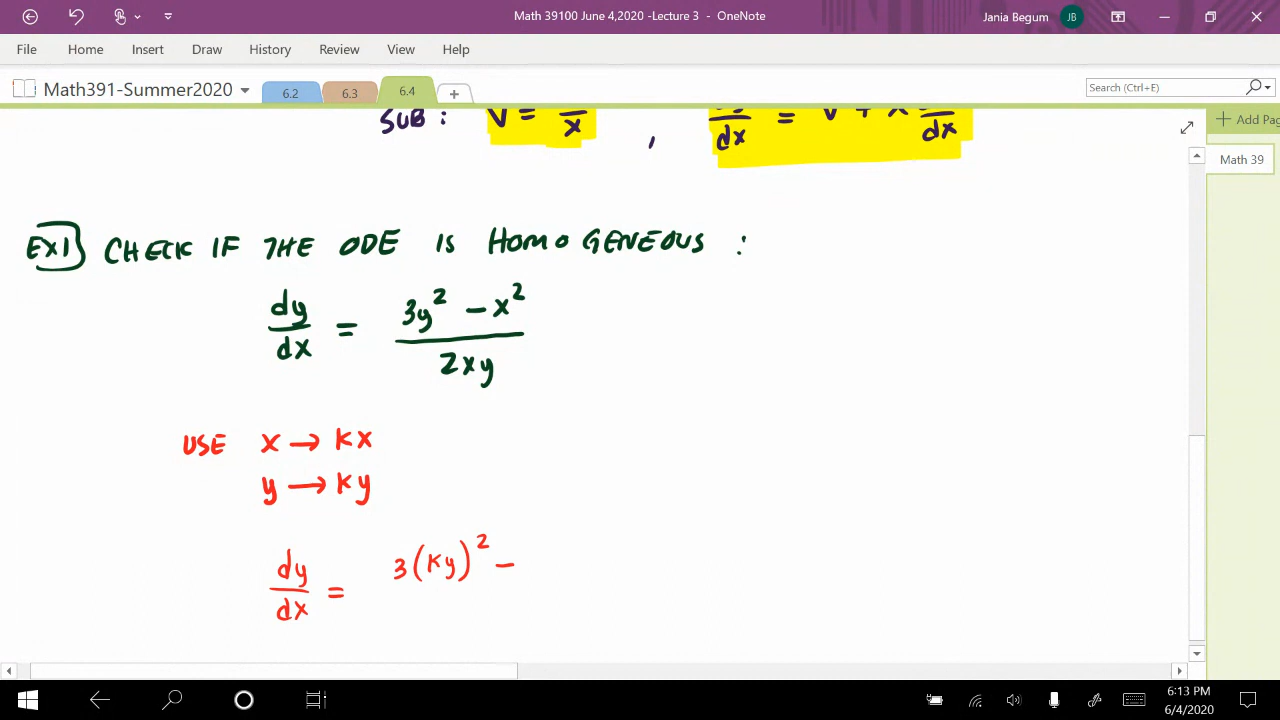 Math 39100 June 4,2020 -Lecture 3 - OneNote
Jania Begum JB
File Home Insert Draw History Review View Help
Math391-Summer2020 6.2 6.3 6.4 +
Search (Ctrl+E)
+ Add Pag
Math 39
SUB : V = /x , dy/dx = V + x /dx
EX1 CHECK IF THE ODE IS HOMOGENEOUS :
dy/dx = (3y² - x²)/(2xy)
USE x → kx
y → ky
dy/dx = 3(ky)² -
6:13 PM
6/4/2020